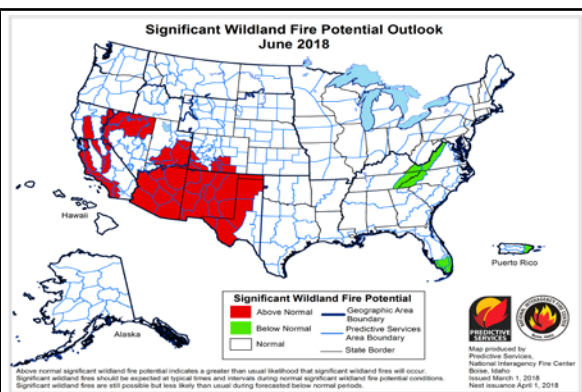 Significant Wildland Fire Potential Outlook
June 2018
Hawaii
Alaska
Puerto Rico
Significant Wildland Fire Potential
Above Normal
Below Normal
Normal
Geographic Area
Boundary
Predictive Services
Area Boundary
State Border
PREDICTIVE
SERVICES
Map produced by
Predictive Services,
National Interagency Fire Center
Boise, Idaho
Issued March 1, 2018
Next issuance April 1, 2018
Above normal significant wildland fire potential indicates a greater than usual likelihood that significant wildland fires will occur.
Significant wildland fires should be expected at typical times and intervals during normal significant wildland fire potential conditions.
Significant wildland fires are still possible but less likely than usual during forecasted below normal periods.